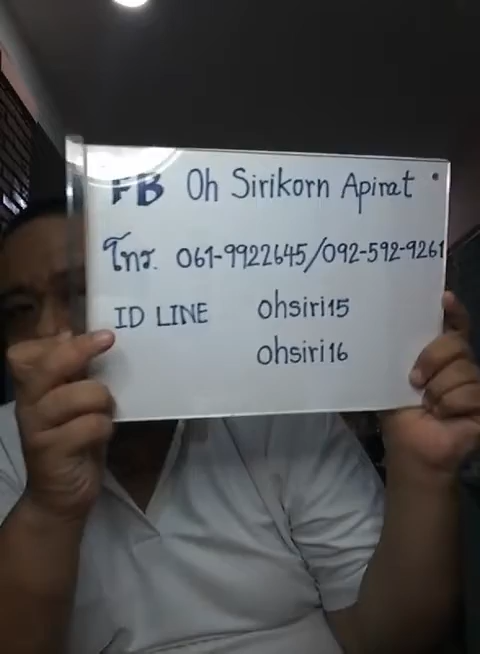 FB Oh Sirikorn Apirat
โทร. 061-9922645/092-592-9261
ID LINE ohsiri15
ohsiri16